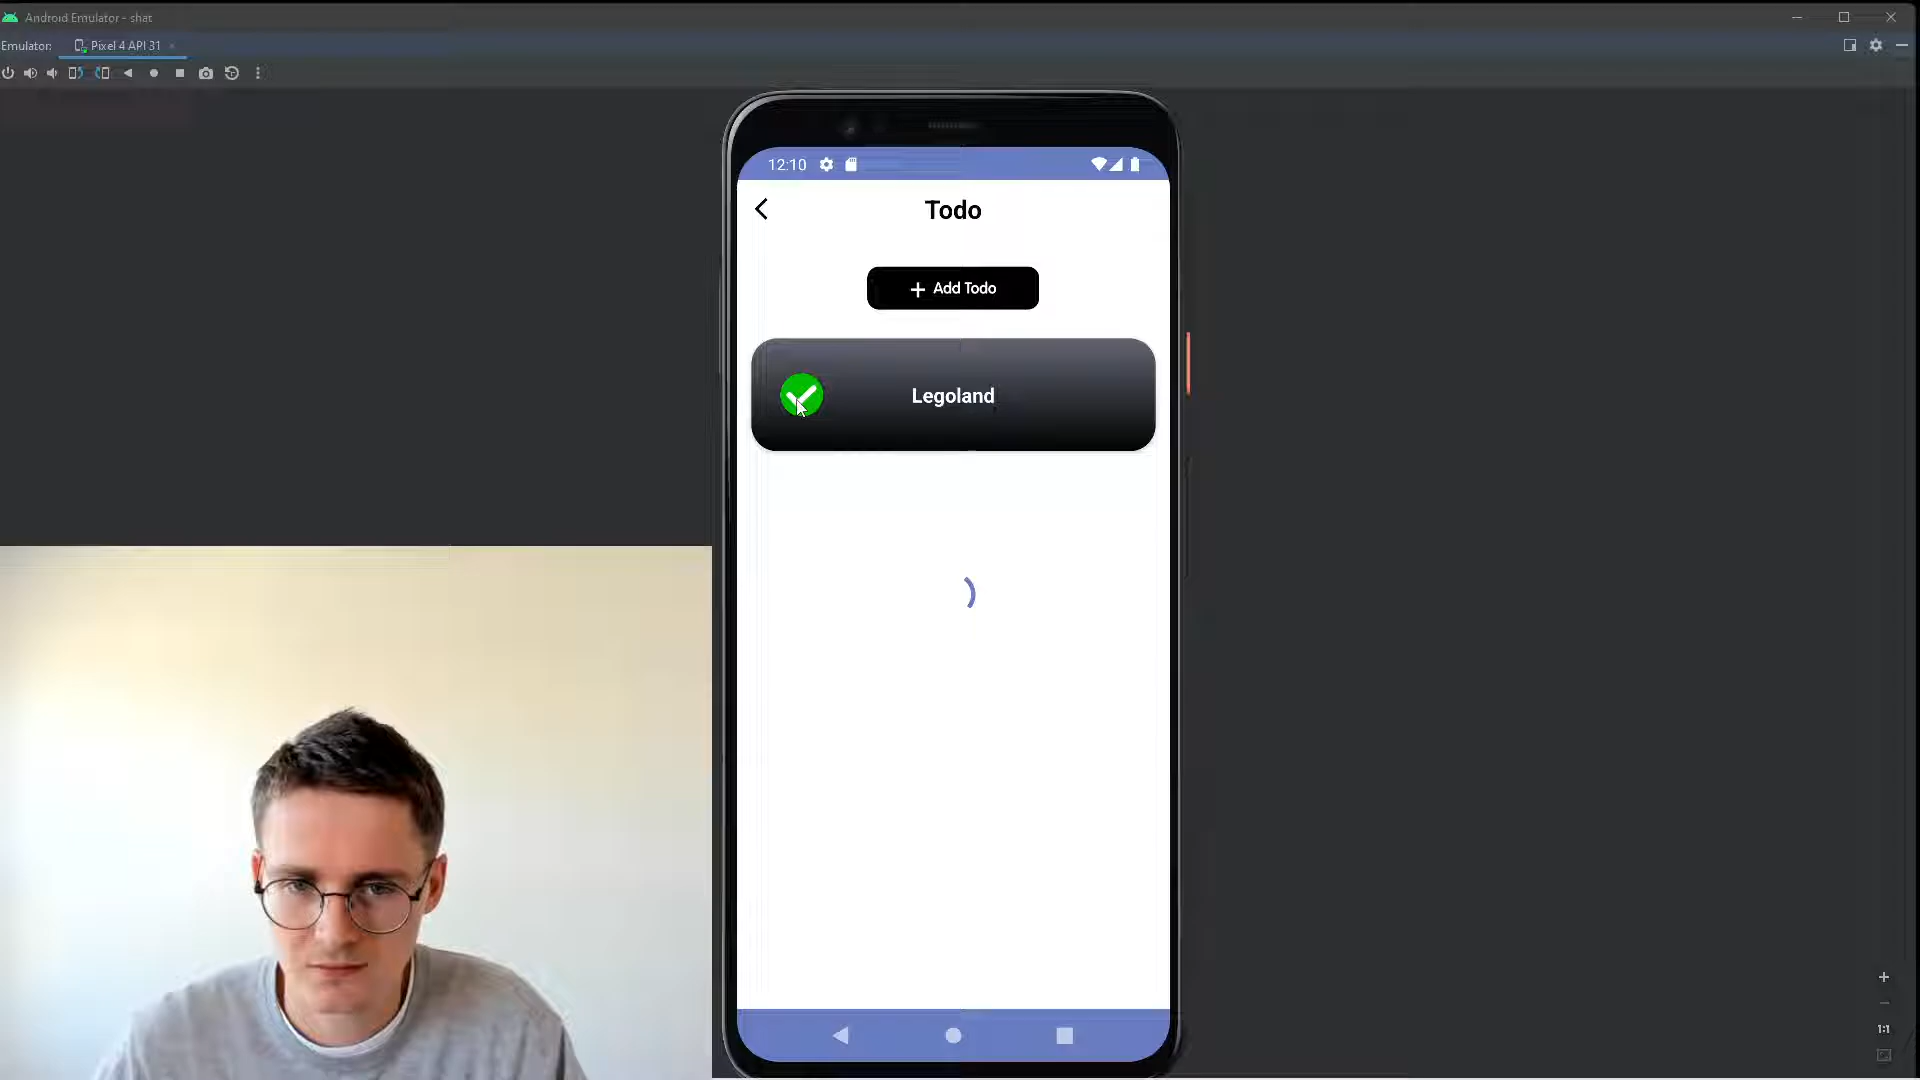 Android Emulator - shat
Emulator:
Pixel 4 API 31
12:10
Todo
+ Add Todo
Legoland
1:1